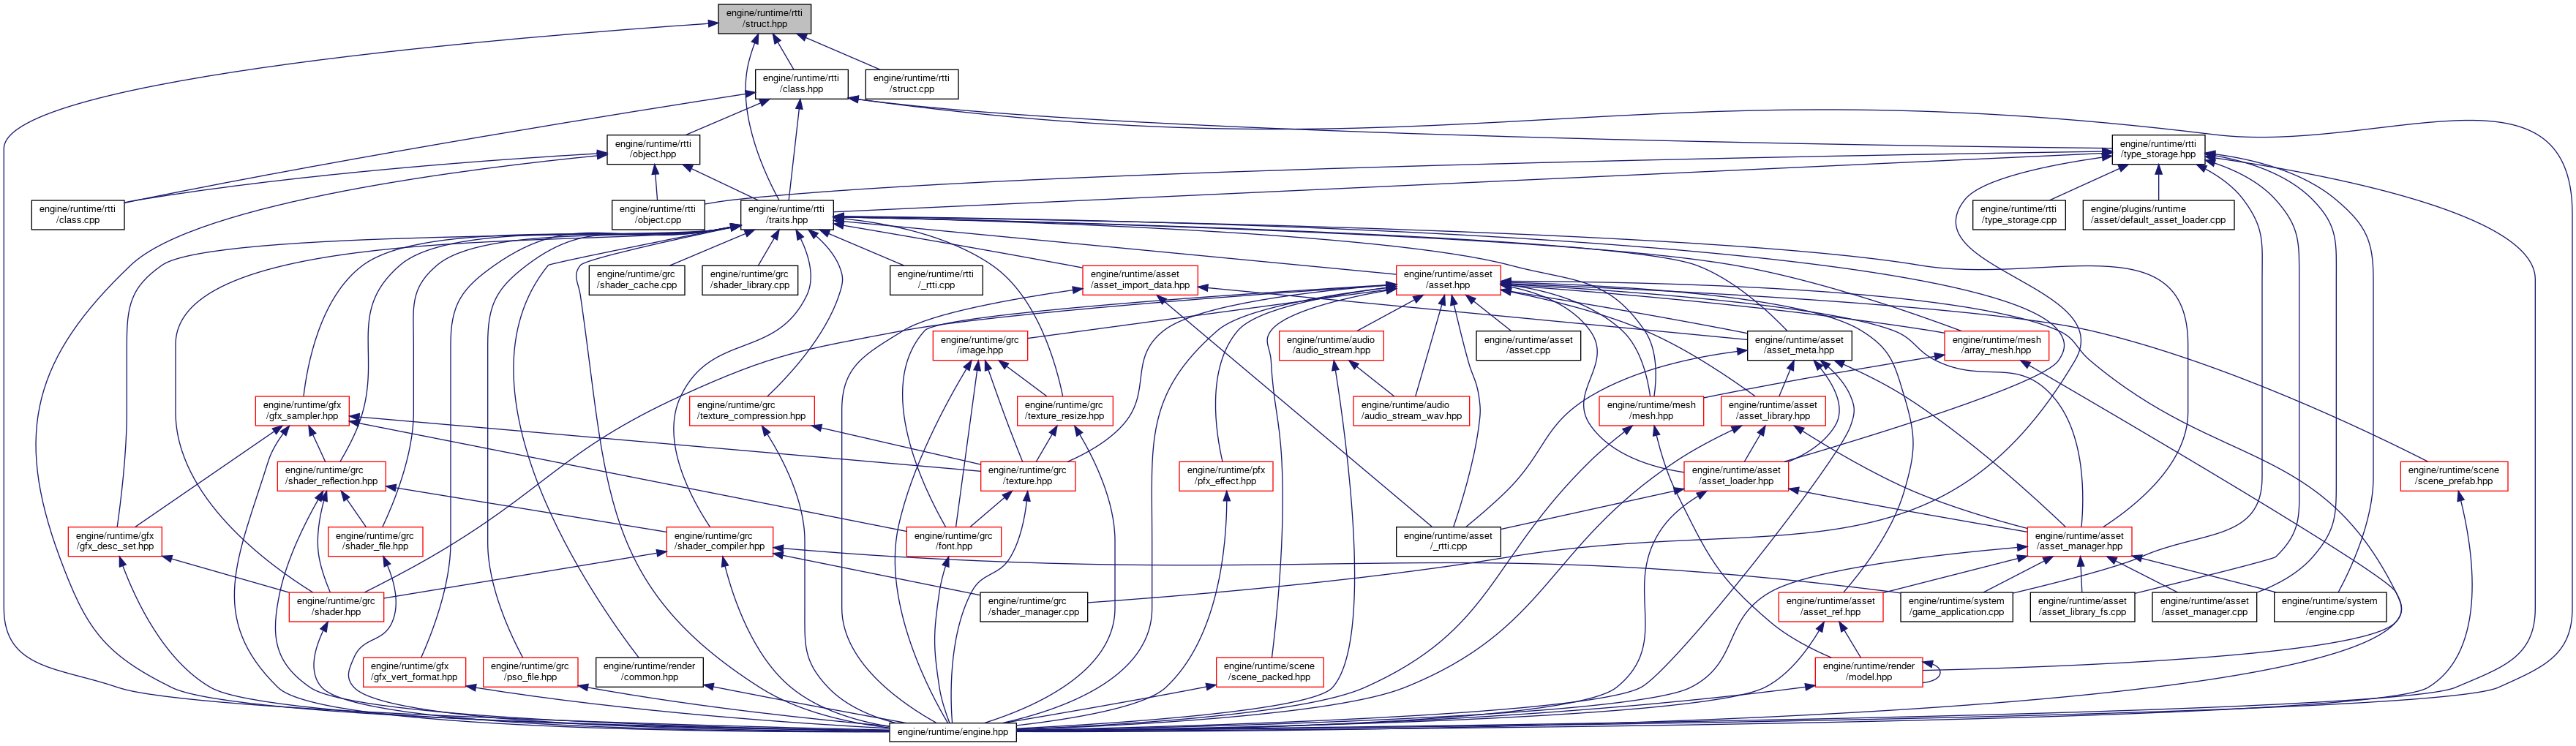 engine/runtime/rtti
/struct.hpp
engine/runtime/rtti
/class.hpp
engine/runtime/rtti
/struct.cpp
engine/runtime/rtti
/object.hpp
engine/runtime/rtti
/type_storage.hpp
engine/runtime/rtti
/class.cpp
engine/runtime/rtti
/object.cpp
engine/runtime/rtti
/traits.hpp
engine/runtime/rtti
/type_storage.cpp
engine/plugins/runtime
/asset/default_asset_loader.cpp
engine/runtime/grc
/shader_cache.cpp
engine/runtime/grc
/shader_library.cpp
engine/runtime/rtti
/_rtti.cpp
engine/runtime/asset
/asset_import_data.hpp
engine/runtime/asset
/asset.hpp
engine/runtime/grc
/image.hpp
engine/runtime/audio
/audio_stream.hpp
engine/runtime/asset
/asset.cpp
engine/runtime/asset
/asset_meta.hpp
engine/runtime/mesh
/array_mesh.hpp
engine/runtime/gfx
/gfx_sampler.hpp
engine/runtime/grc
/texture_compression.hpp
engine/runtime/grc
/texture_resize.hpp
engine/runtime/audio
/audio_stream_wav.hpp
engine/runtime/mesh
/mesh.hpp
engine/runtime/asset
/asset_library.hpp
engine/runtime/grc
/shader_reflection.hpp
engine/runtime/grc
/texture.hpp
engine/runtime/pfx
/pfx_effect.hpp
engine/runtime/asset
/asset_loader.hpp
engine/runtime/scene
/scene_prefab.hpp
engine/runtime/gfx
/gfx_desc_set.hpp
engine/runtime/grc
/shader_file.hpp
engine/runtime/grc
/shader_compiler.hpp
engine/runtime/grc
/font.hpp
engine/runtime/asset
/_rtti.cpp
engine/runtime/asset
/asset_manager.hpp
engine/runtime/grc
/shader.hpp
engine/runtime/grc
/shader_manager.cpp
engine/runtime/asset
/asset_ref.hpp
engine/runtime/system
/game_application.cpp
engine/runtime/asset
/asset_library_fs.cpp
engine/runtime/asset
/asset_manager.cpp
engine/runtime/system
/engine.cpp
engine/runtime/gfx
/gfx_vert_format.hpp
engine/runtime/grc
/pso_file.hpp
engine/runtime/render
/common.hpp
engine/runtime/scene
/scene_packed.hpp
engine/runtime/render
/model.hpp
engine/runtime/engine.hpp